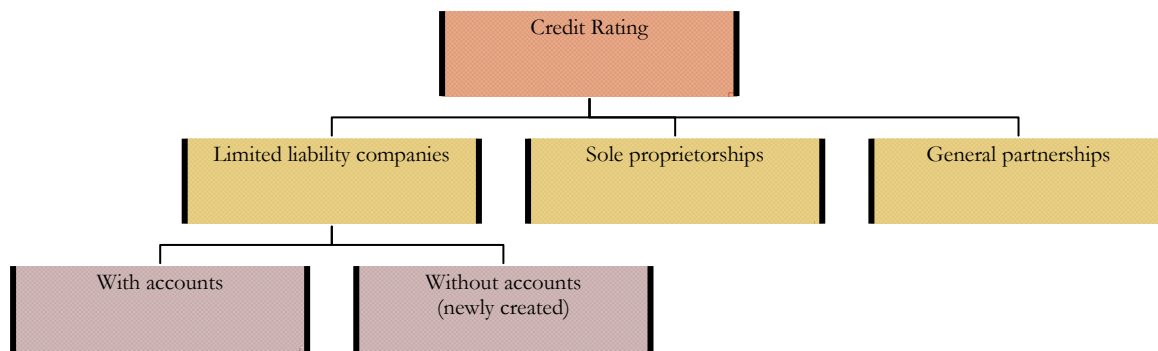 Credit Rating
Limited liability companies
Sole proprietorships
General partnerships
With accounts
Without accounts
(newly created)